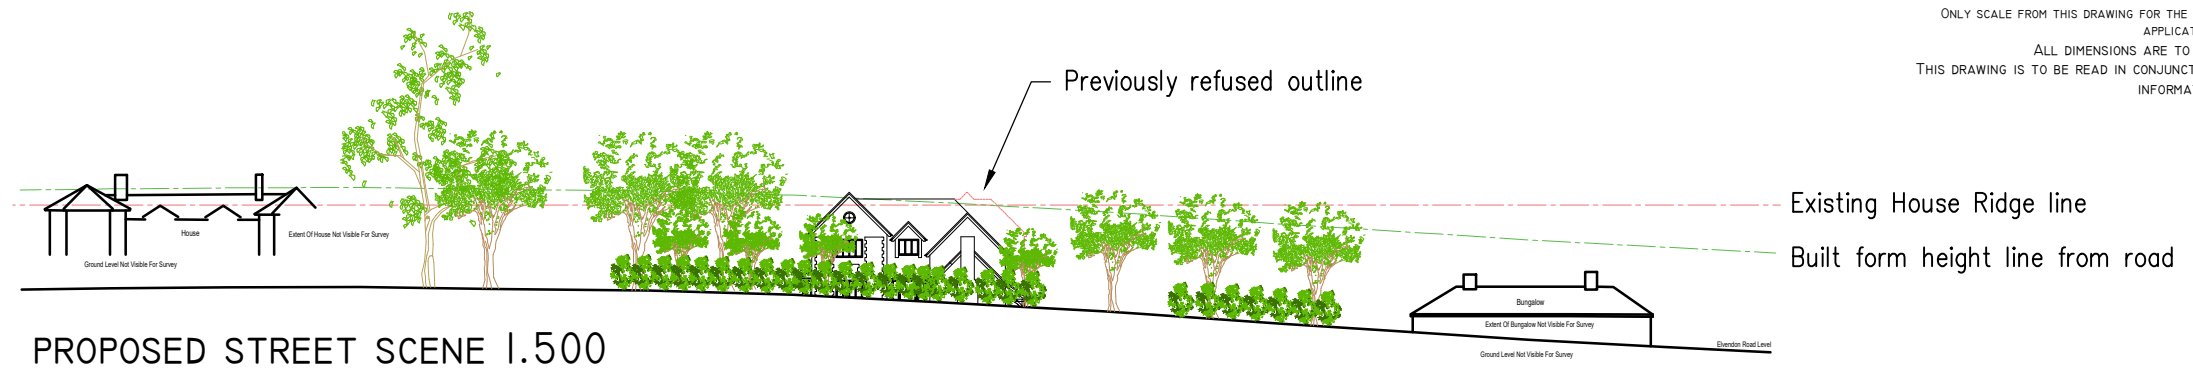 ONLY SCALE FROM THIS DRAWING FOR THE
APPLICAT
ALL DIMENSIONS ARE TO
THIS DRAWING IS TO BE READ IN CONJUNCT
INFORMA
Previously refused outline
Existing House Ridge line
Built form height line from road
House
Extent Of House Not Visible For Survey
Ground Level Not Visible For Survey
Bungalow
Extent Of Bungalow Not Visible For Survey
Elvendon Road Level
Ground Level Not Visible For Survey
PROPOSED STREET SCENE 1.500